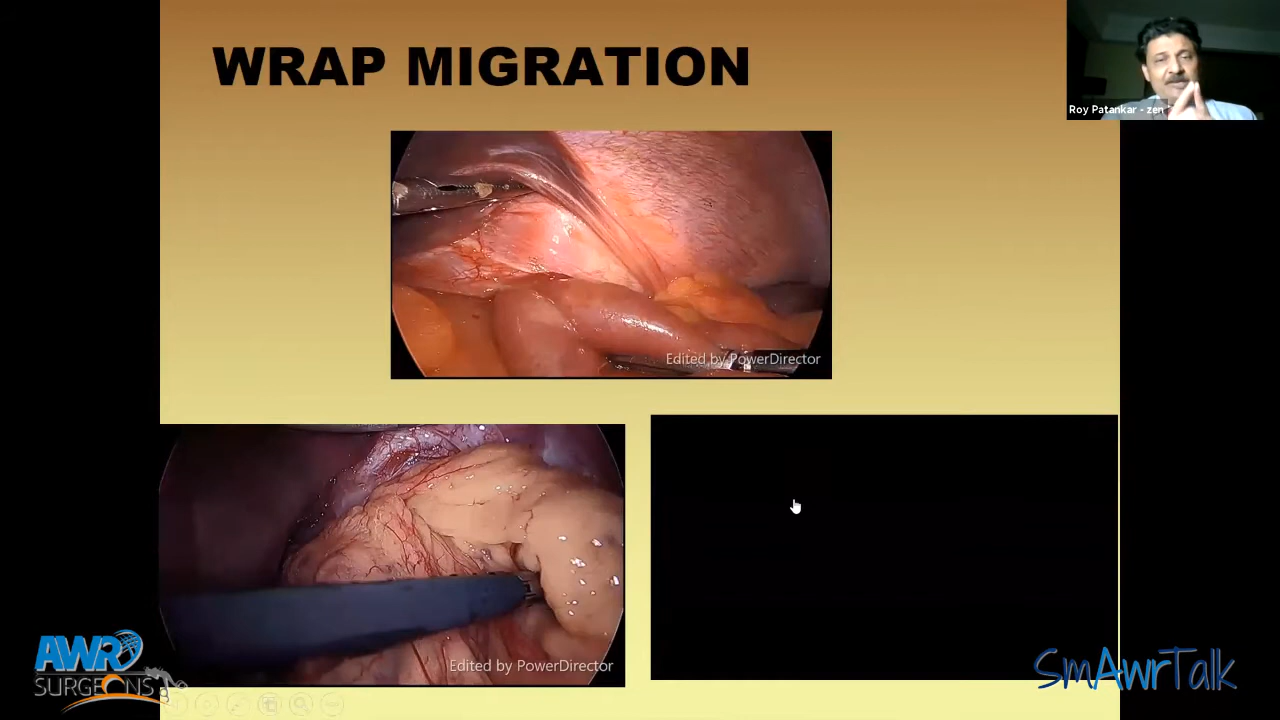 WRAP MIGRATION
Roy Patankar - zen
Edited by PowerDirector
Edited by PowerDirector
AWR
SURGEONS
SmAwrTalk